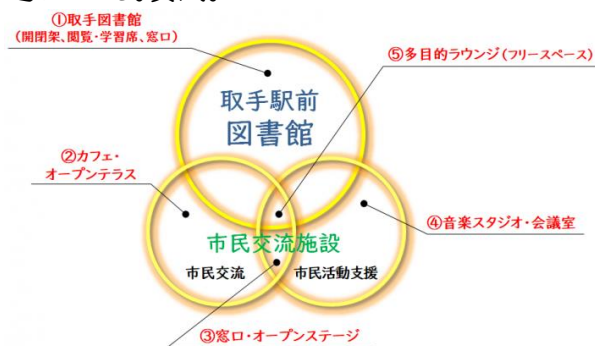 ①取手図書館
(開閉架、閲覧・学習席、窓口)
⑤多目的ラウンジ(フリースペース)
取手駅前
図書館
②カフェ・
オープンテラス
④音楽スタジオ・会議室
市民交流施設
市民交流
市民活動支援
③窓口・オープンステージ